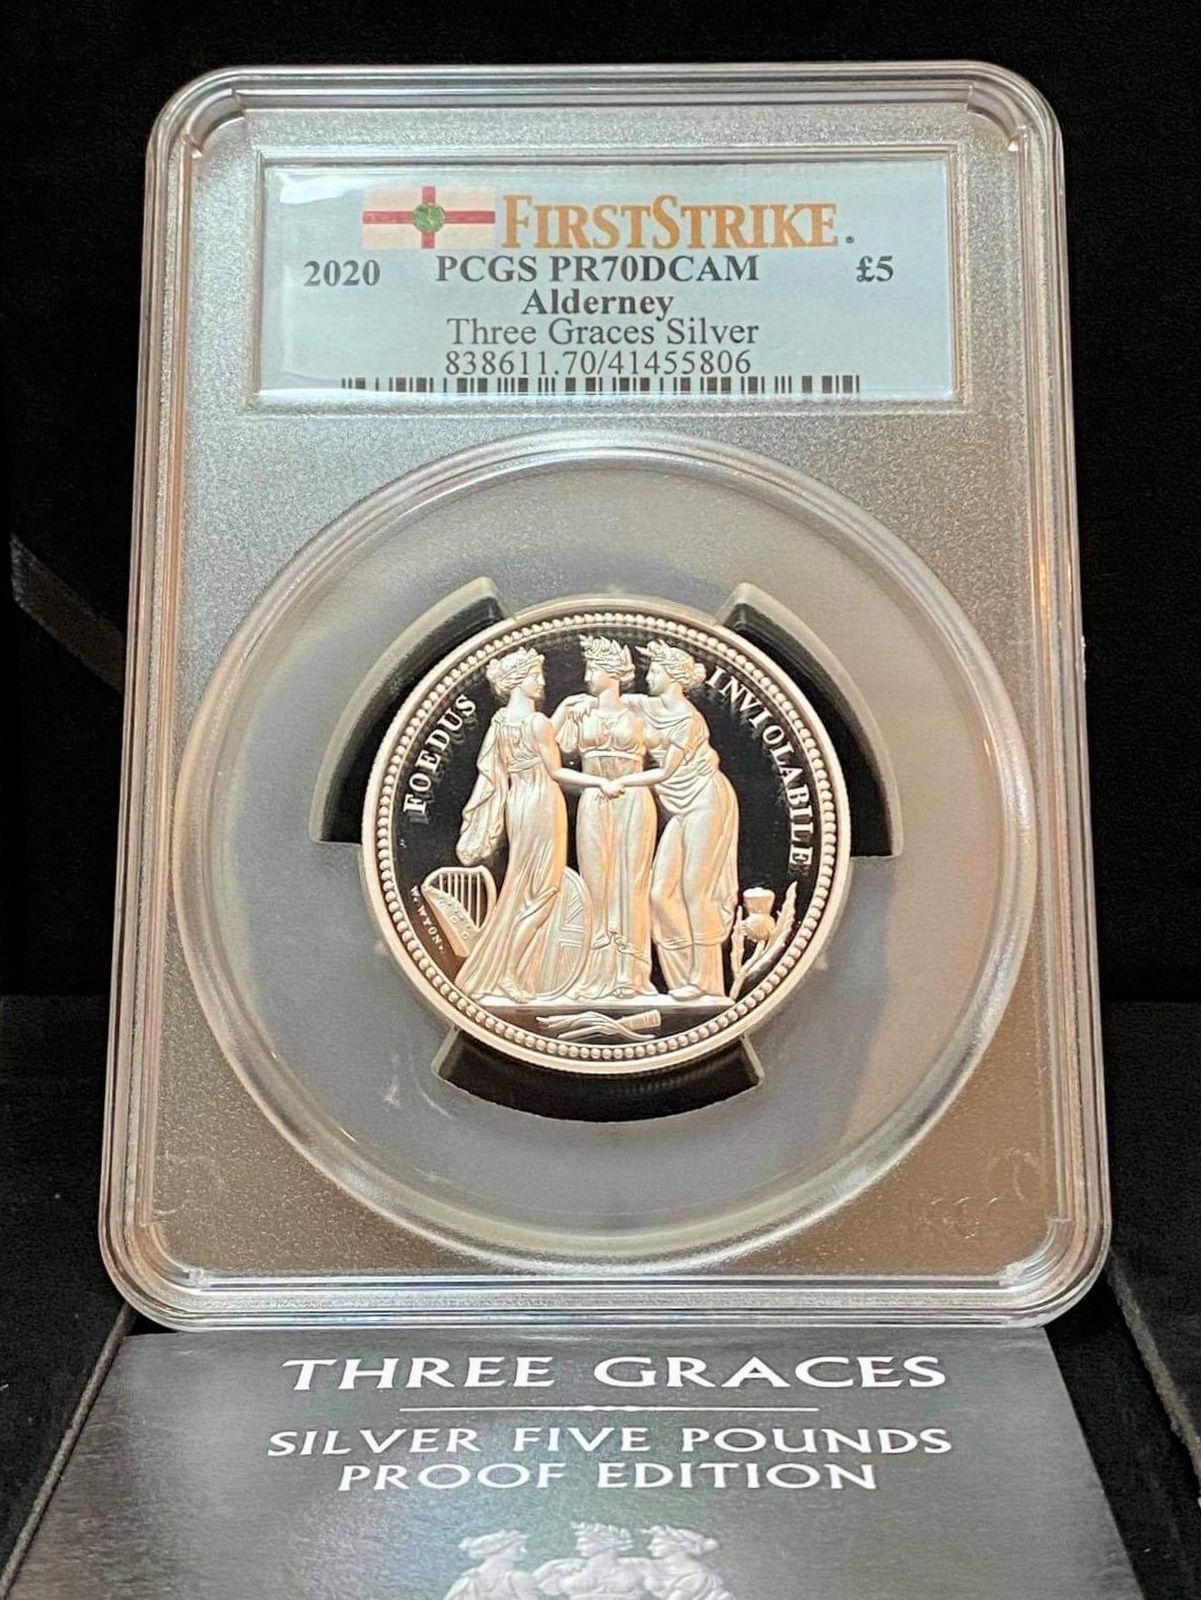 FIRSTSTRIKE.
2020 PCGS PR70DCAM £5
Alderney
Three Graces Silver
838611.70/41455806
FOEDUS INVIOLABILE
W. WYON.
THREE GRACES
SILVER FIVE POUNDS
PROOF EDITION